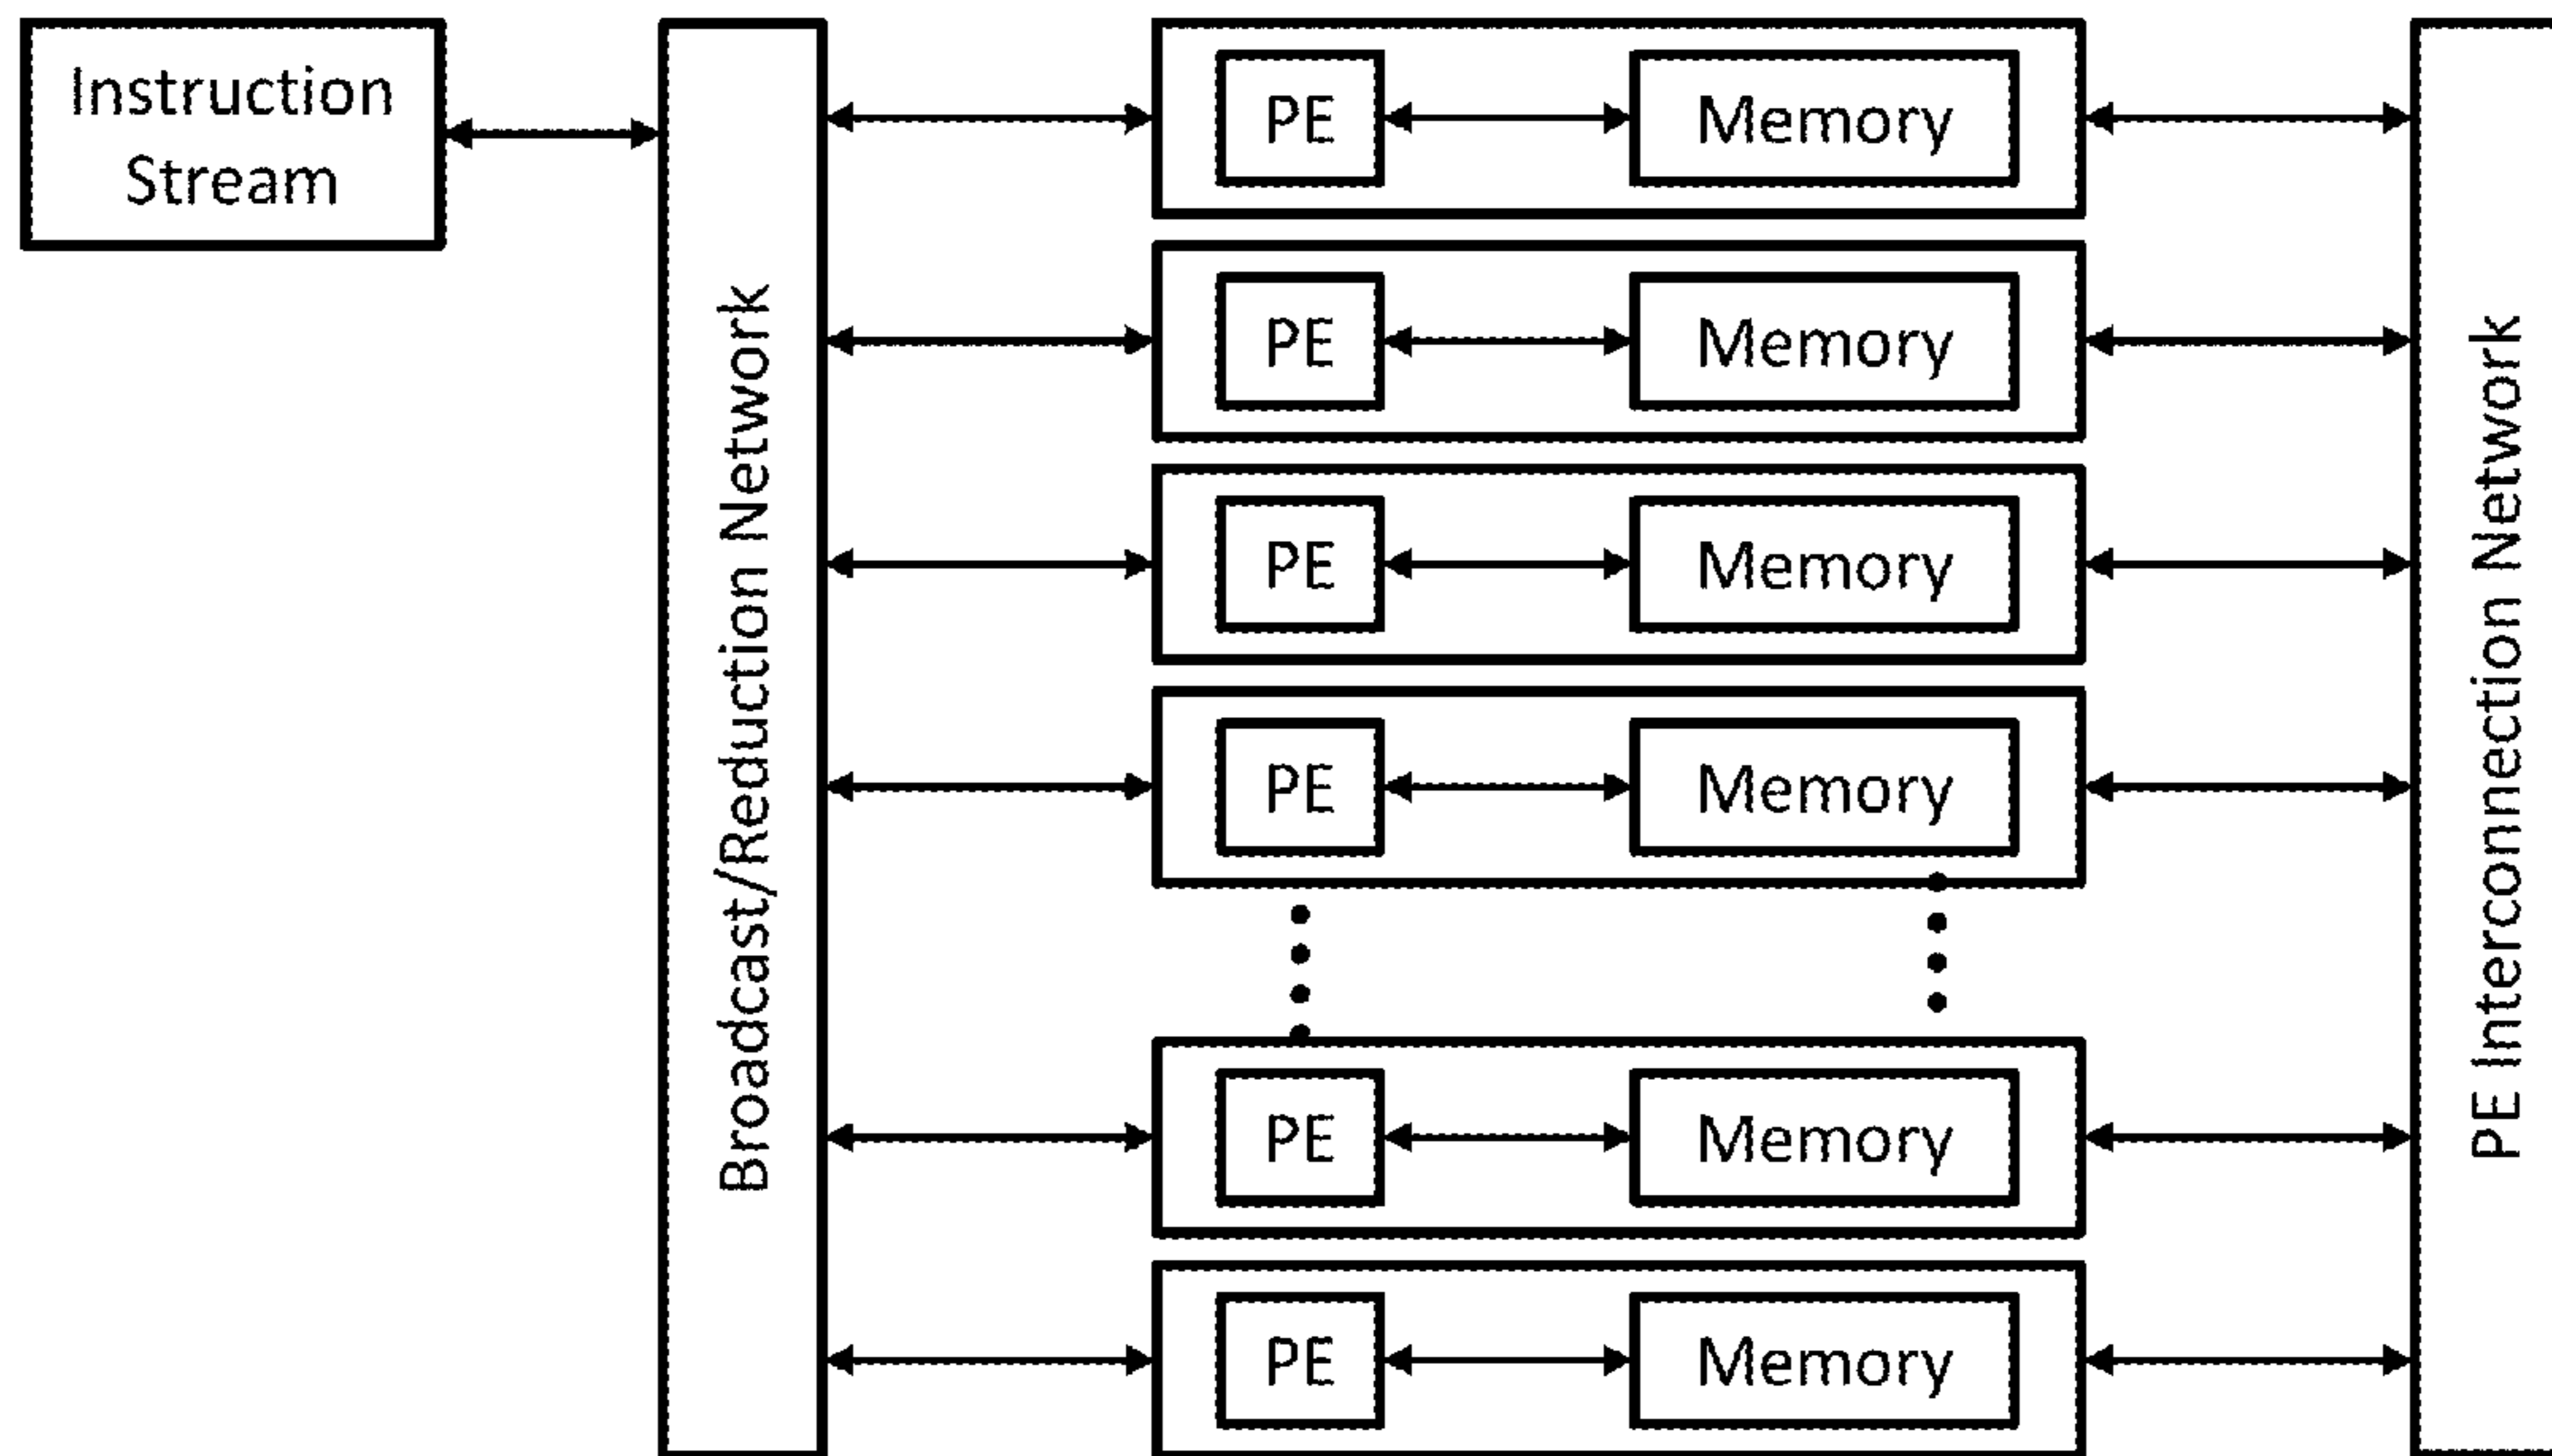 Instruction
Stream
Broadcast/Reduction Network
PE
Memory
PE
Memory
PE
Memory
PE
Memory
PE
Memory
PE
Memory
PE Interconnection Network